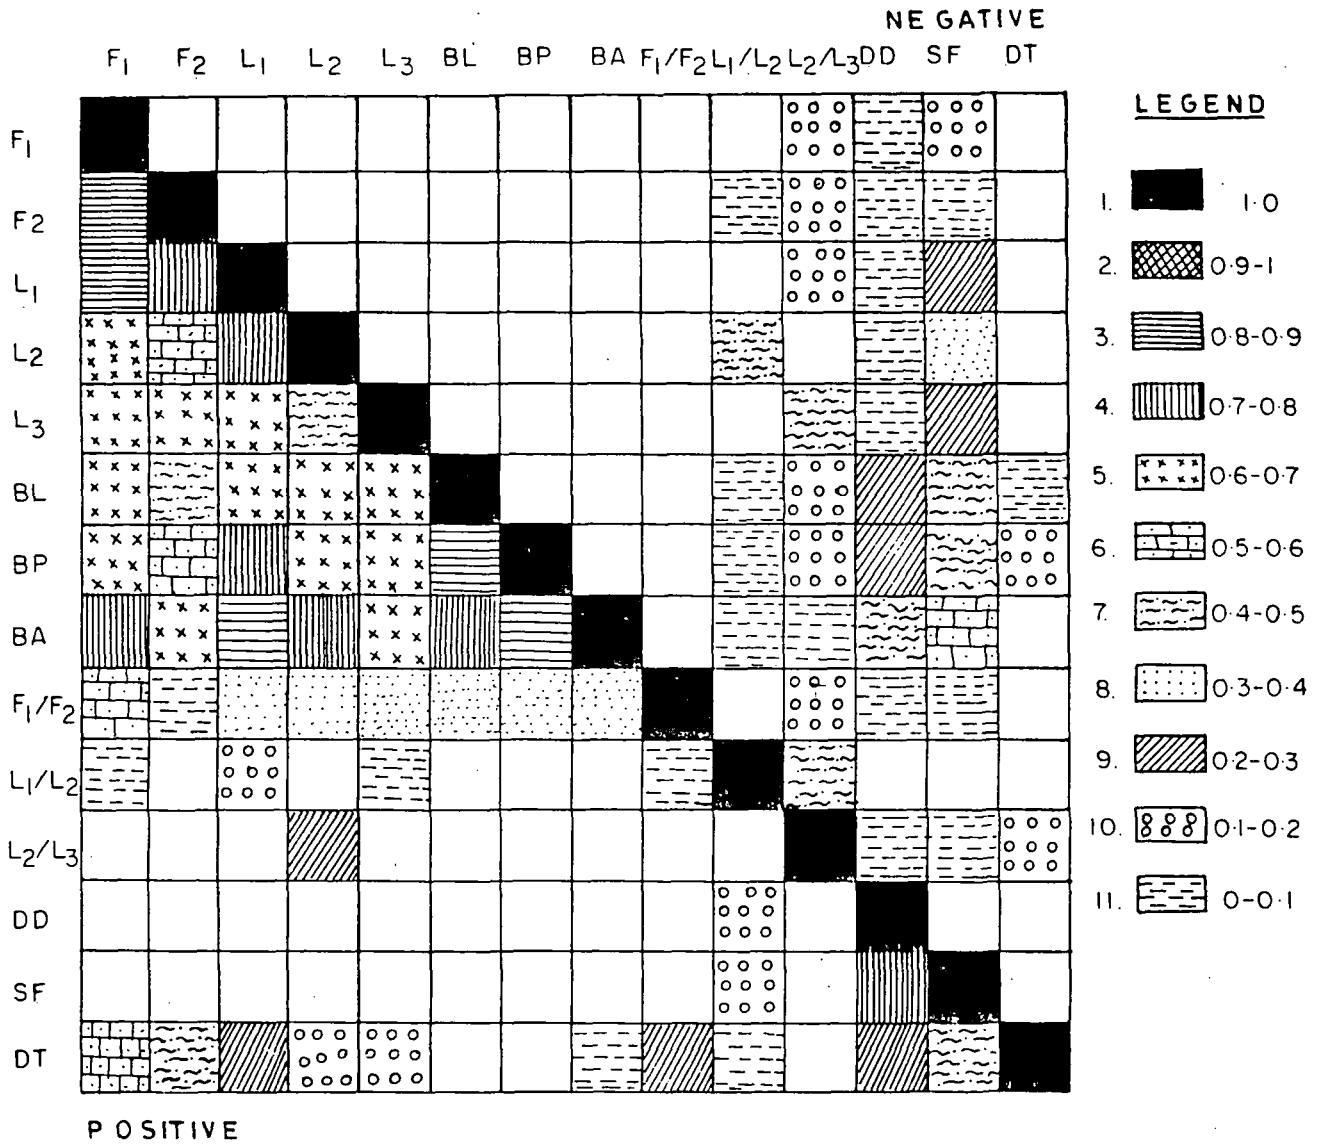 NEGATIVE
F1 F2 L1 L2 L3 BL BP BA F1/F2 L1/L2 L2/L3 DD SF DT
LEGEND
F1
F2
L1
L2
L3
BL
BP
BA
F1/F2
L1/L2
L2/L3
DD
SF
DT
1. 1·0
2. 0·9-1
3. 0·8-0·9
4. 0·7-0·8
5. 0·6-0·7
6. 0·5-0·6
7. 0·4-0·5
8. 0·3-0·4
9. 0·2-0·3
10. 0·1-0·2
11. 0-0·1
POSITIVE